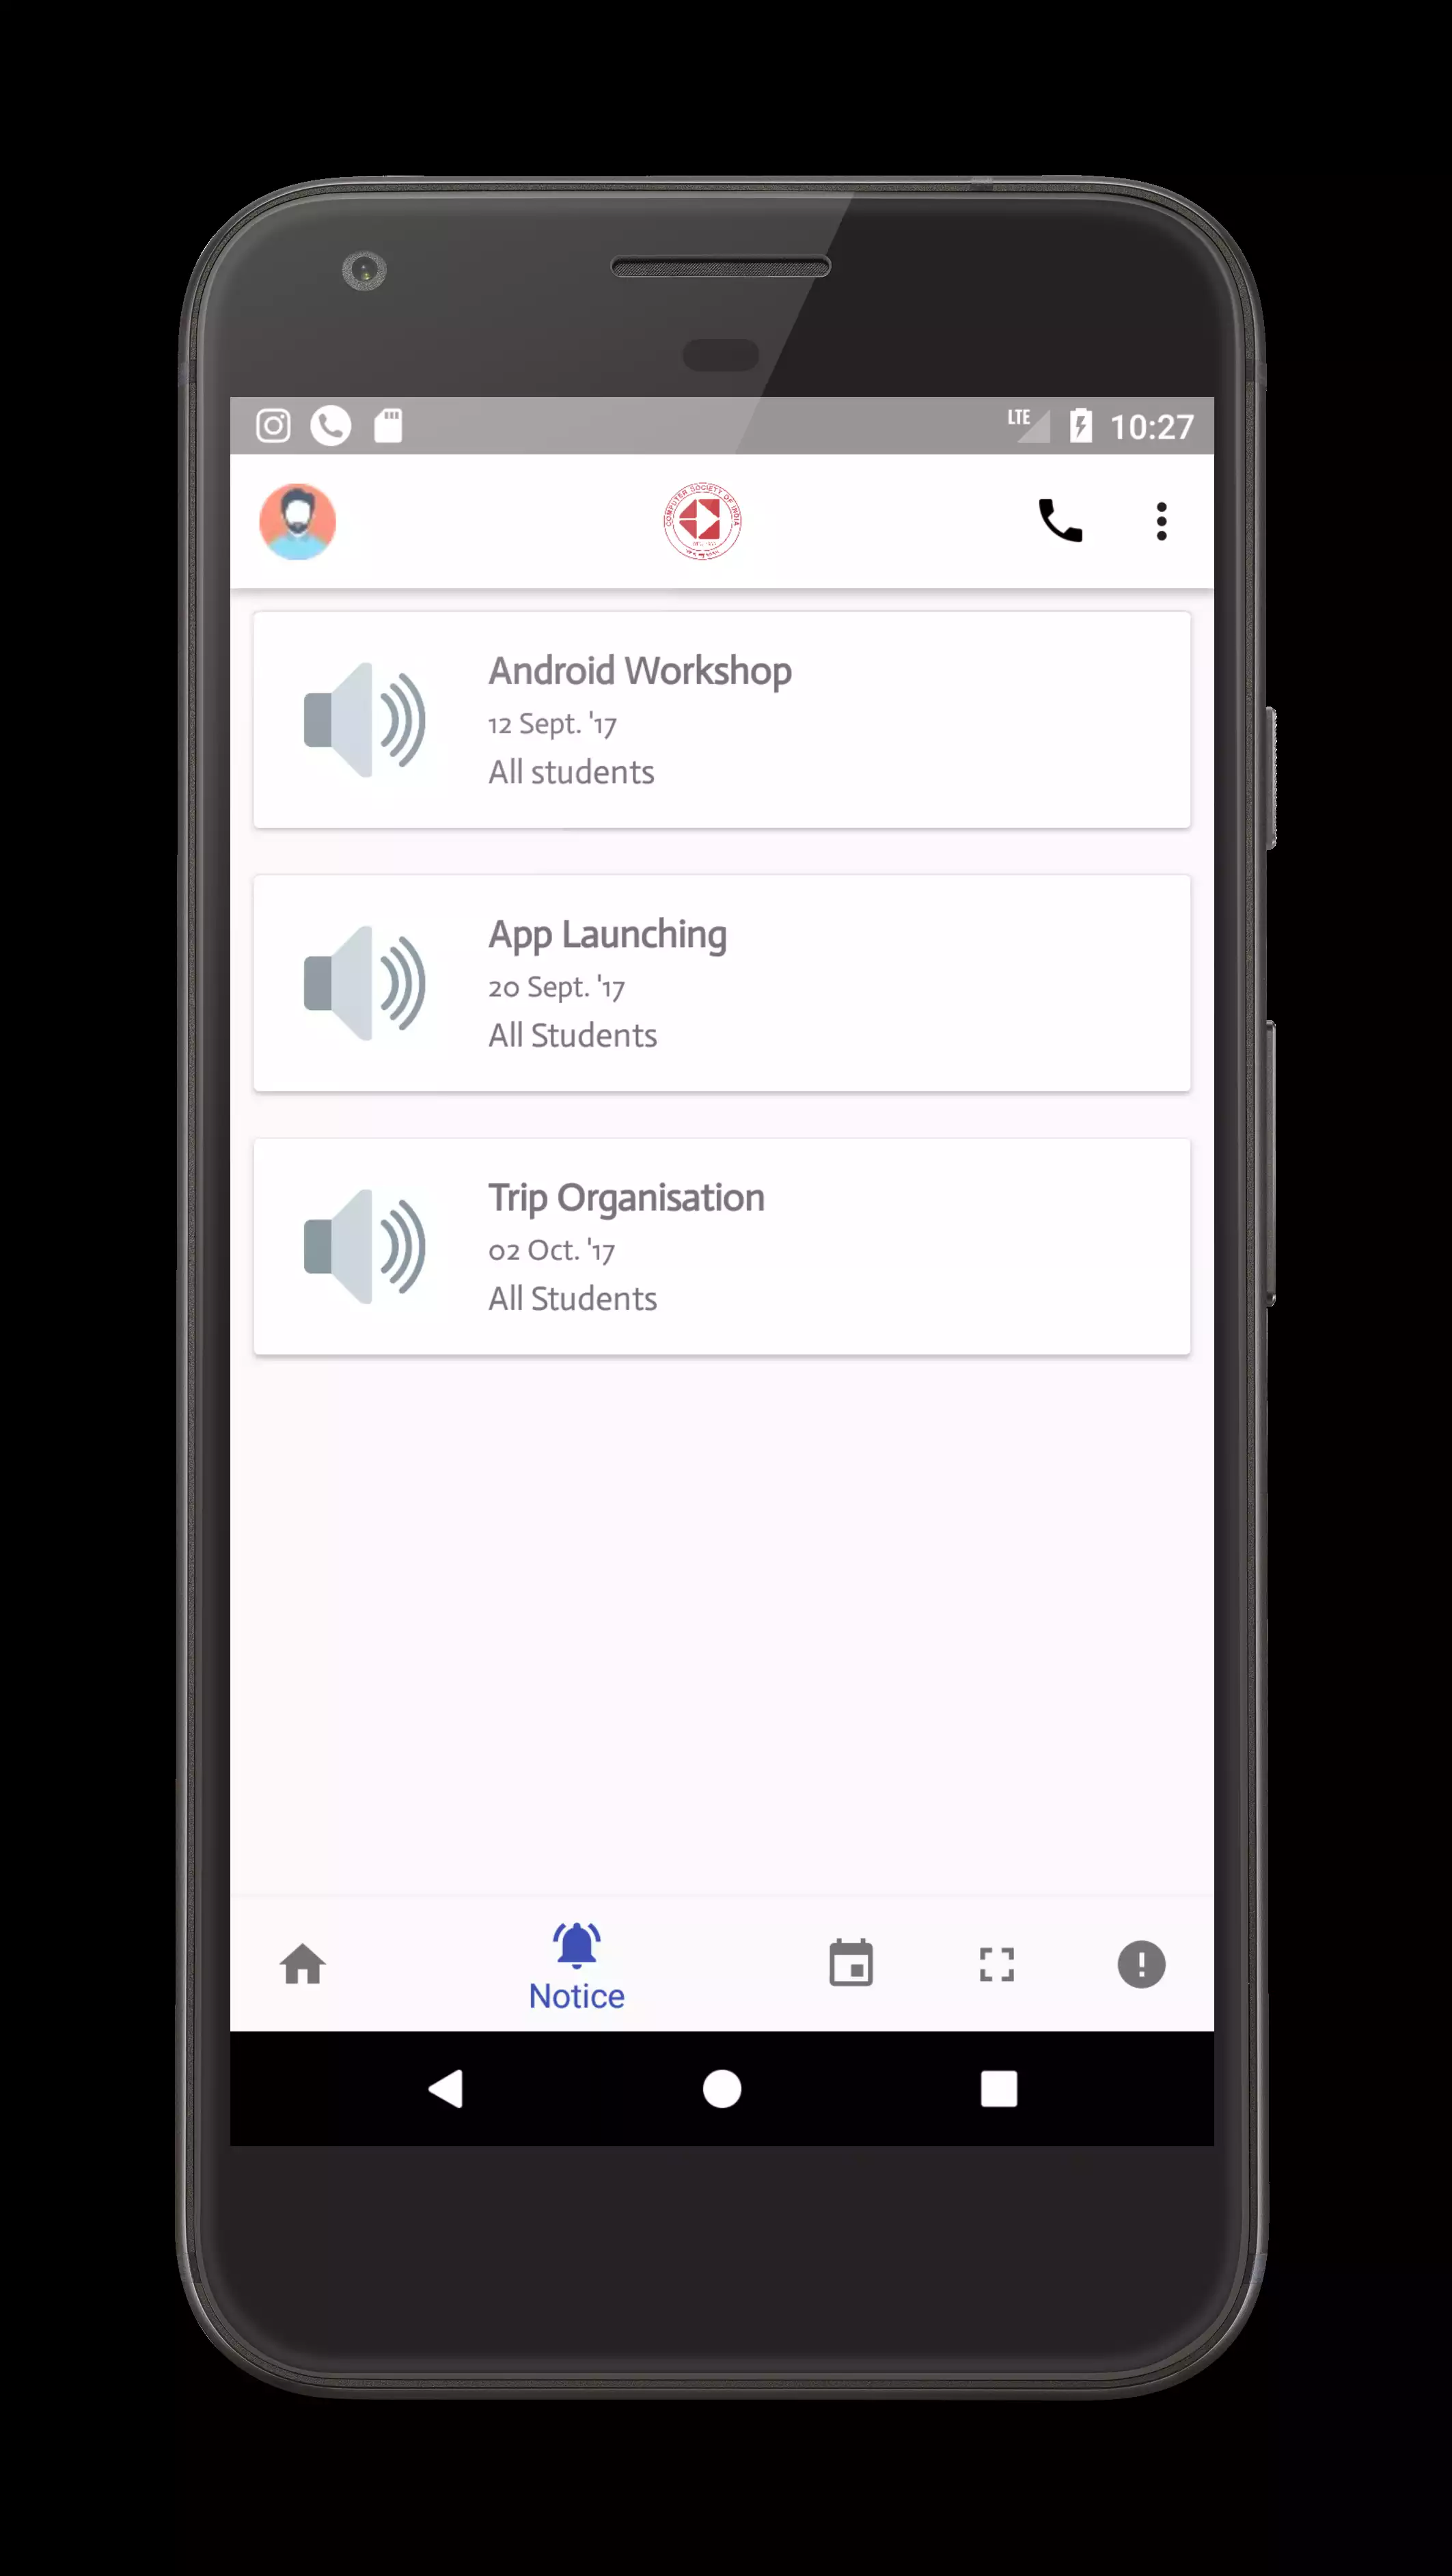 LTE 10:27
COMPUTER SOCIETY OF INDIA
Android Workshop
12 Sept. '17
All students
App Launching
20 Sept. '17
All Students
Trip Organisation
02 Oct. '17
All Students
Notice